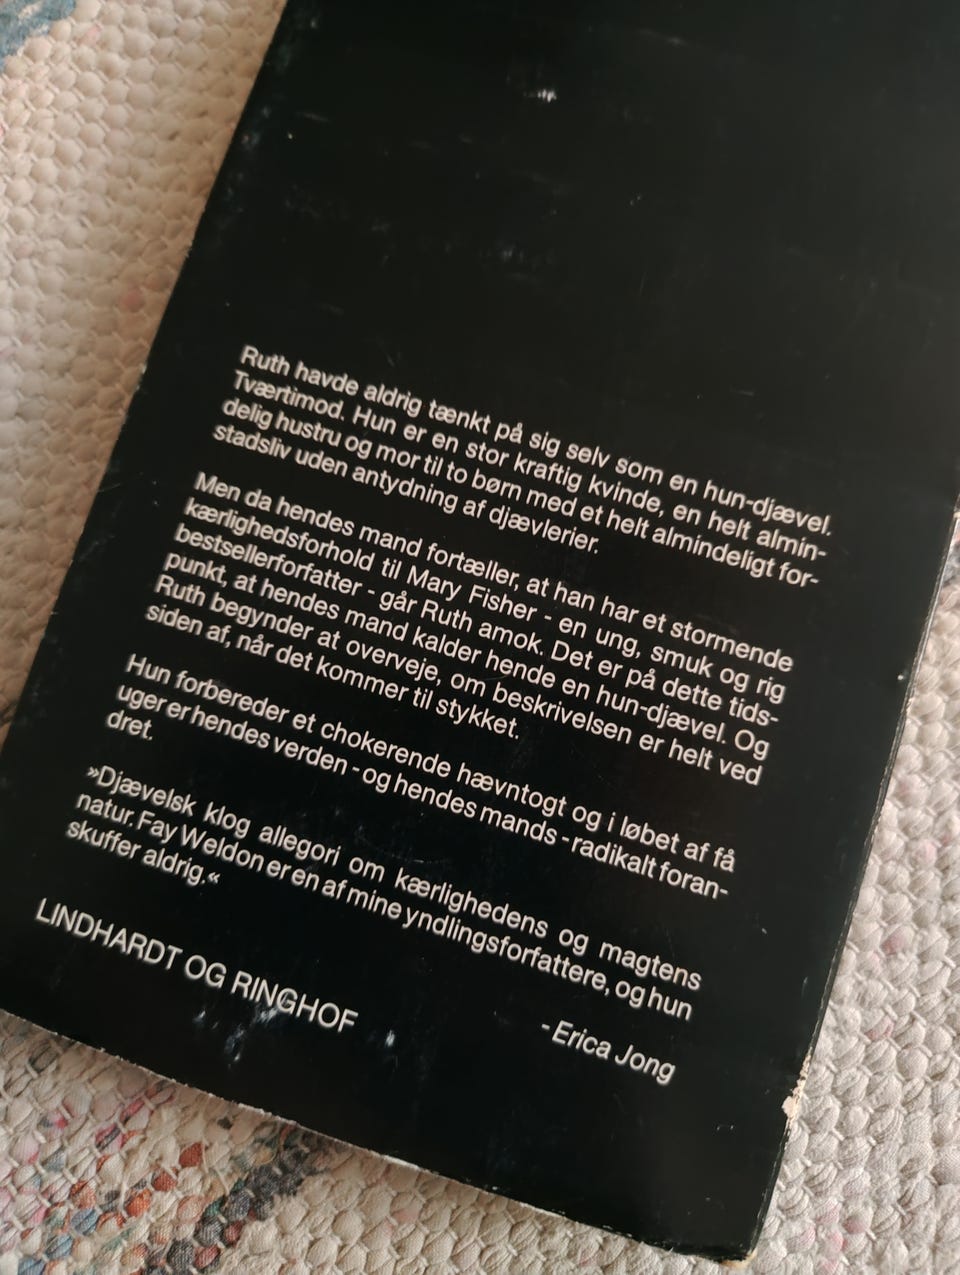 Ruth havde aldrig tænkt på sig selv som en hun-djævel.
Tværtimod. Hun er en stor kraftig kvinde, en helt almin-
delig hustru og mor til to børn med et helt almindeligt for-
stadsliv uden antydning af djævlerier.
Men da hendes mand fortæller, at han har et stormende
kærlighedsforhold til Mary Fisher - en ung, smuk og rig
bestsellerforfatter - går Ruth amok. Det er på dette tids-
punkt, at hendes mand kalder hende en hun-djævel. Og
Ruth begynder at overveje, om beskrivelsen er helt ved
siden af, når det kommer til stykket.
Hun forbereder et chokerende hævntogt og i løbet af få
uger er hendes verden - og hendes mands - radikalt foran-
dret.
»Djævelsk klog allegori om kærlighedens og magtens
natur. Fay Weldon er en af mine yndlingsforfattere, og hun
skuffer aldrig.«
- Erica Jong
LINDHARDT OG RINGHOF